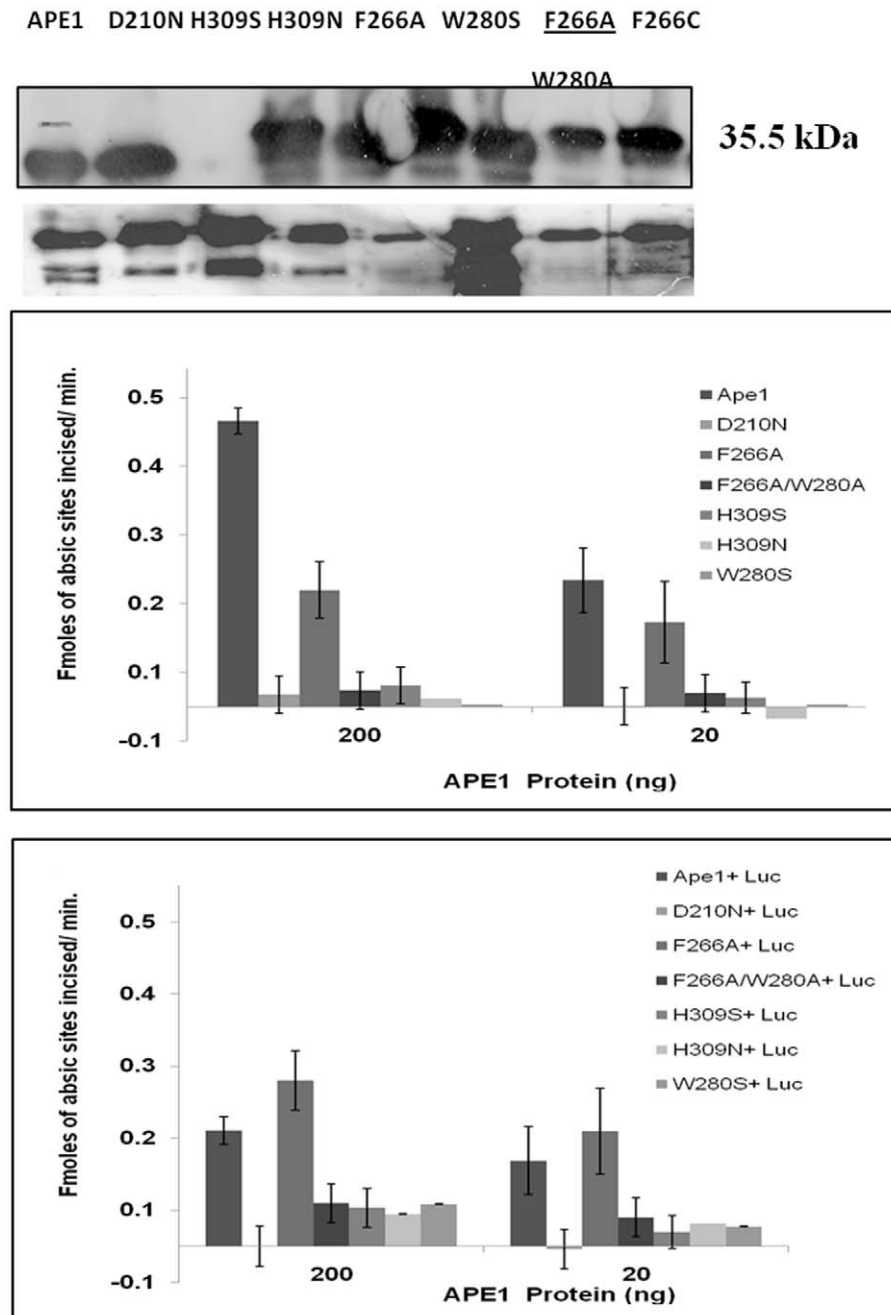 APE1 D210N H309S H309N F266A W280S F266A F266C
W280A
35.5 kDa
Fmoles of absic sites incised/ min.
0.5
0.4
0.3
0.2
0.1
-0.1
Ape1
D210N
F266A
F266A/W280A
H309S
H309N
W280S
200 20
APE1 Protein (ng)
Fmoles of absic sites incised/ min.
0.5
0.4
0.3
0.2
0.1
-0.1
Ape1+ Luc
D210N+ Luc
F266A+ Luc
F266A/W280A+ Luc
H309S+ Luc
H309N+ Luc
W280S+ Luc
200 20
APE1 Protein (ng)